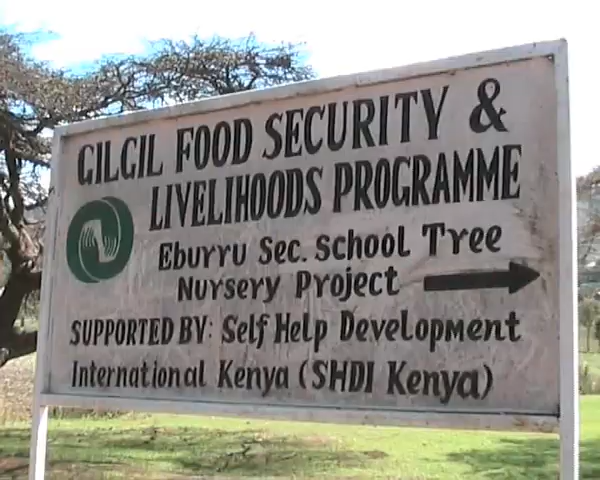 GILGIL FOOD SECURITY &
LIVELIHOODS PROGRAMME
Eburru Sec. School Tree
Nursery Project
SUPPORTED BY: Self Help Development
International Kenya (SHDI Kenya)